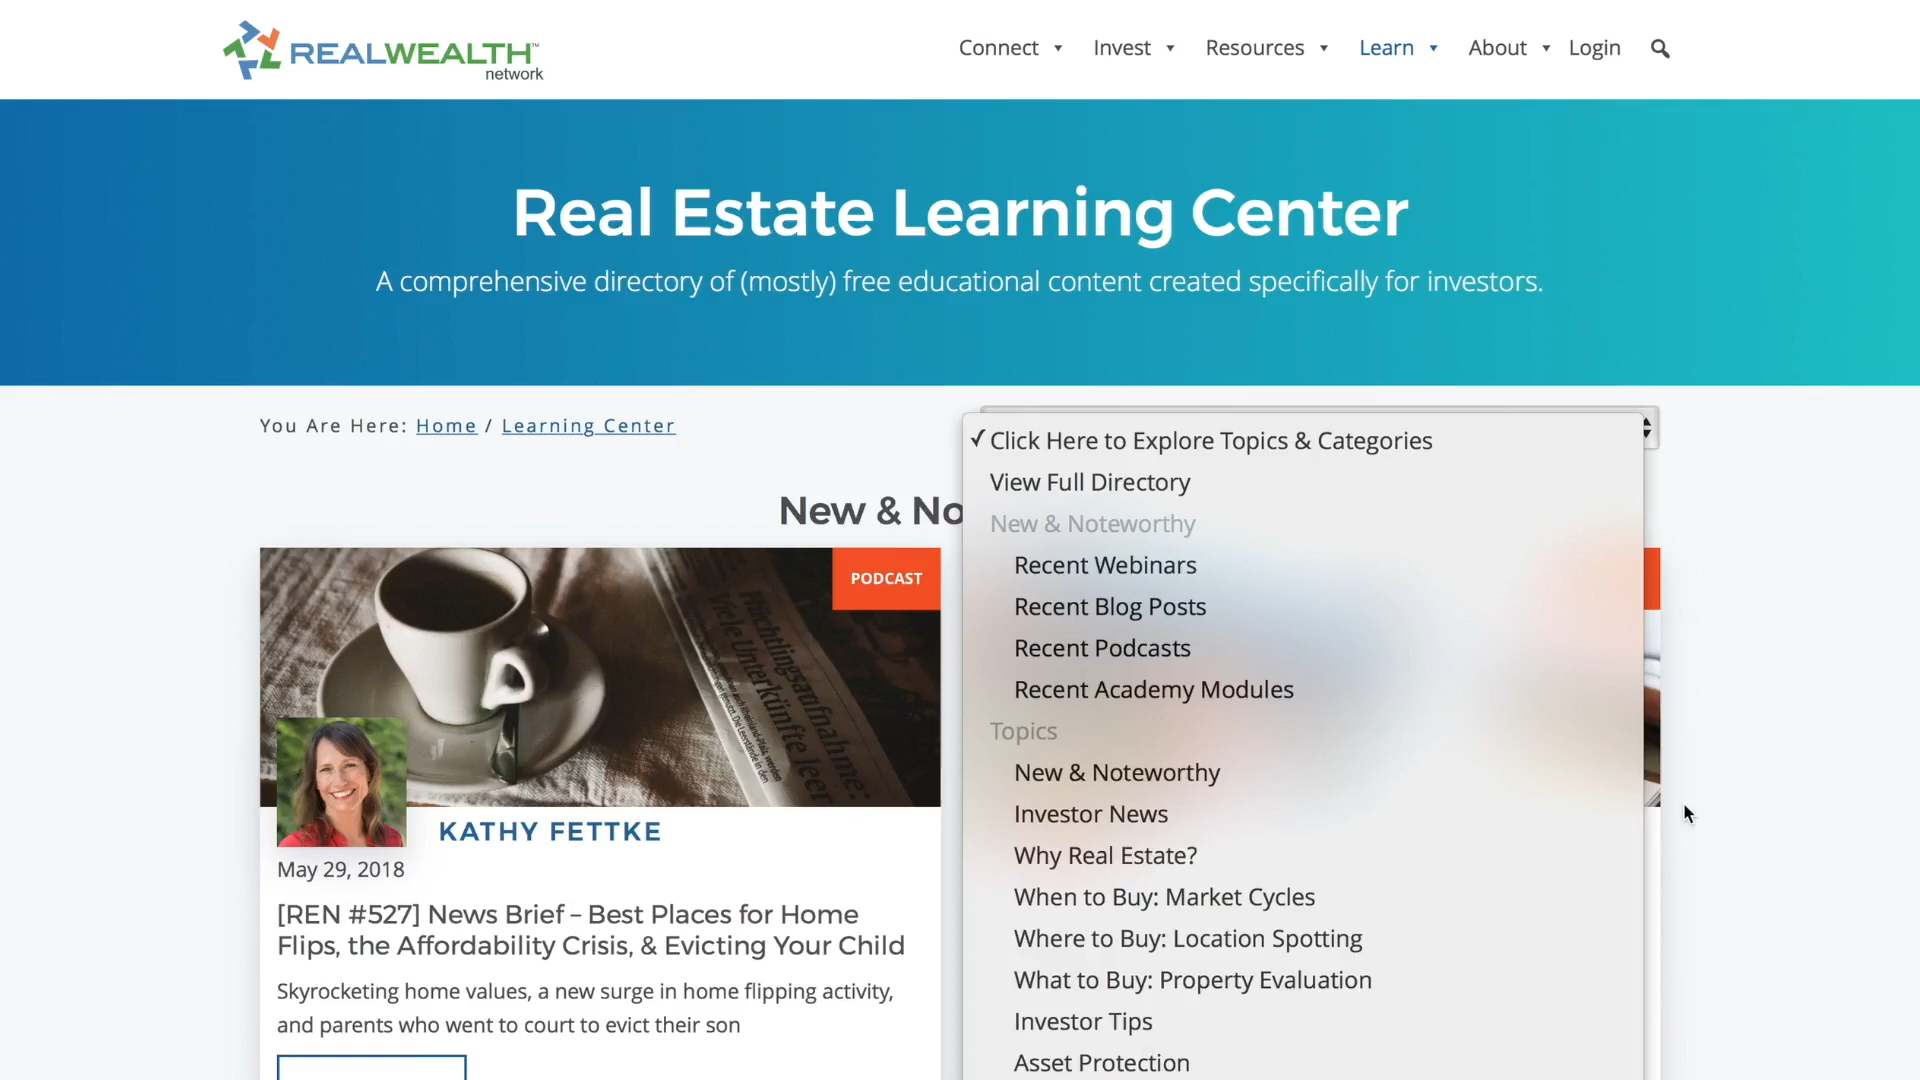 REALWEALTH™
network
Connect
Invest
Resources
Learn
About
Login
Real Estate Learning Center
A comprehensive directory of (mostly) free educational content created specifically for investors.
You Are Here: Home / Learning Center
New & No
PODCAST
Flüchtlingsaufnahme:
Viele Unterkünfte leer
KATHY FETTKE
May 29, 2018
[REN #527] News Brief – Best Places for Home
Flips, the Affordability Crisis, & Evicting Your Child
Skyrocketing home values, a new surge in home flipping activity,
and parents who went to court to evict their son
✓ Click Here to Explore Topics & Categories
View Full Directory
New & Noteworthy
Recent Webinars
Recent Blog Posts
Recent Podcasts
Recent Academy Modules
Topics
New & Noteworthy
Investor News
Why Real Estate?
When to Buy: Market Cycles
Where to Buy: Location Spotting
What to Buy: Property Evaluation
Investor Tips
Asset Protection